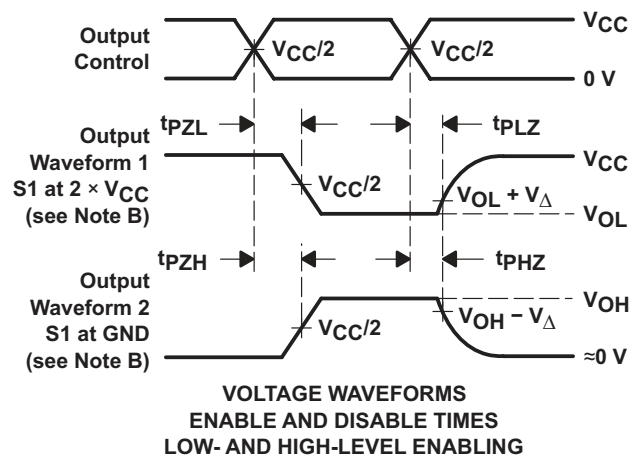 Output
Control
VCC/2
VCC/2
VCC
0 V
tPZL
tPLZ
Output
Waveform 1
S1 at 2 × VCC
(see Note B)
VCC/2
VCC
VOL + VΔ
VOL
tPZH
tPHZ
Output
Waveform 2
S1 at GND
(see Note B)
VCC/2
VOH
VOH − VΔ
≈0 V
VOLTAGE WAVEFORMS
ENABLE AND DISABLE TIMES
LOW- AND HIGH-LEVEL ENABLING